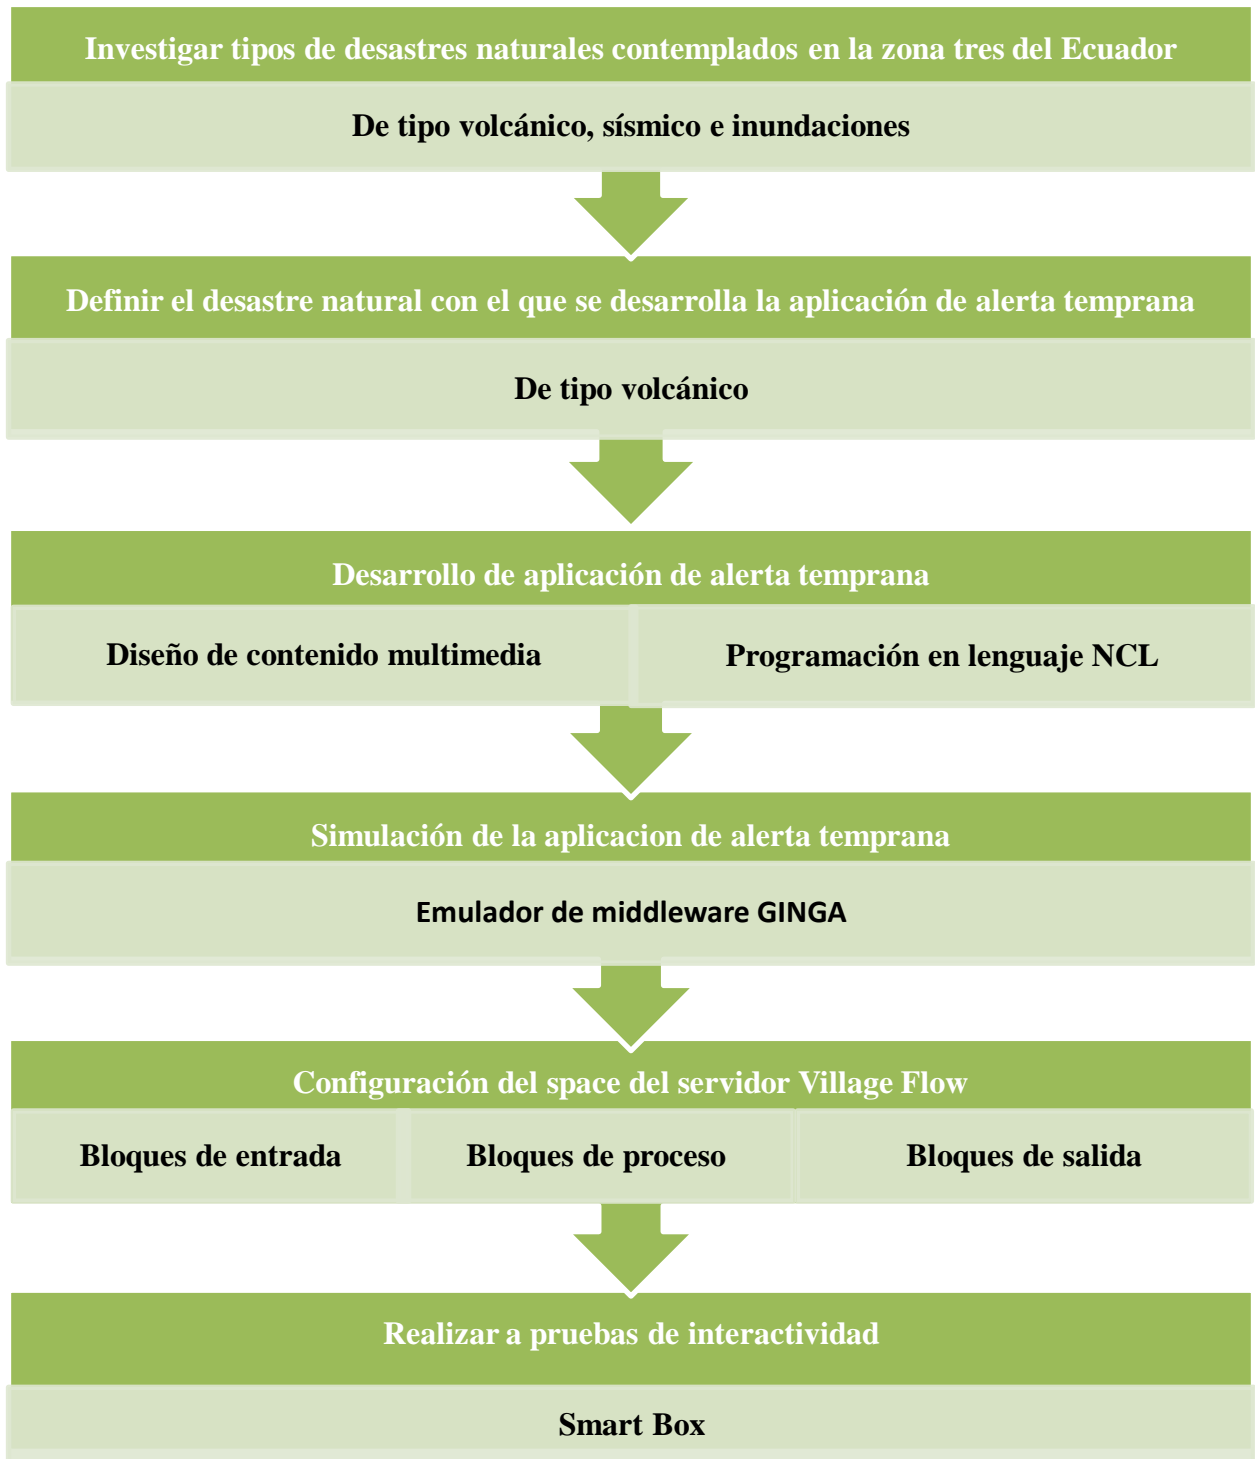 Investigar tipos de desastres naturales contemplados en la zona tres del Ecuador
De tipo volcánico, sísmico e inundaciones
Definir el desastre natural con el que se desarrolla la aplicación de alerta temprana
De tipo volcánico
Desarrollo de aplicación de alerta temprana
Diseño de contenido multimedia
Programación en lenguaje NCL
Simulación de la aplicacion de alerta temprana
Emulador de middleware GINGA
Configuración del space del servidor Village Flow
Bloques de entrada
Bloques de proceso
Bloques de salida
Realizar a pruebas de interactividad
Smart Box